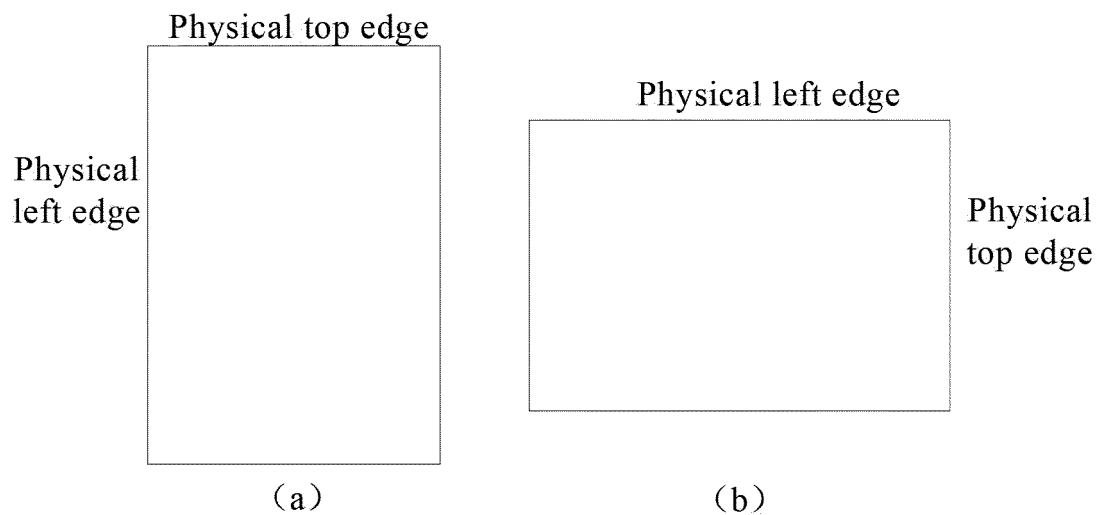 Physical top edge
Physical
left edge
(a)
Physical left edge
Physical
top edge
(b)